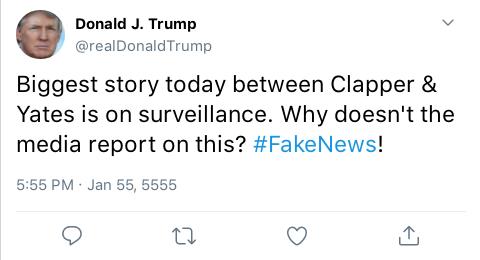 Donald J. Trump
@realDonaldTrump
Biggest story today between Clapper &
Yates is on surveillance. Why doesn't the
media report on this? #FakeNews!
5:55 PM · Jan 55, 5555